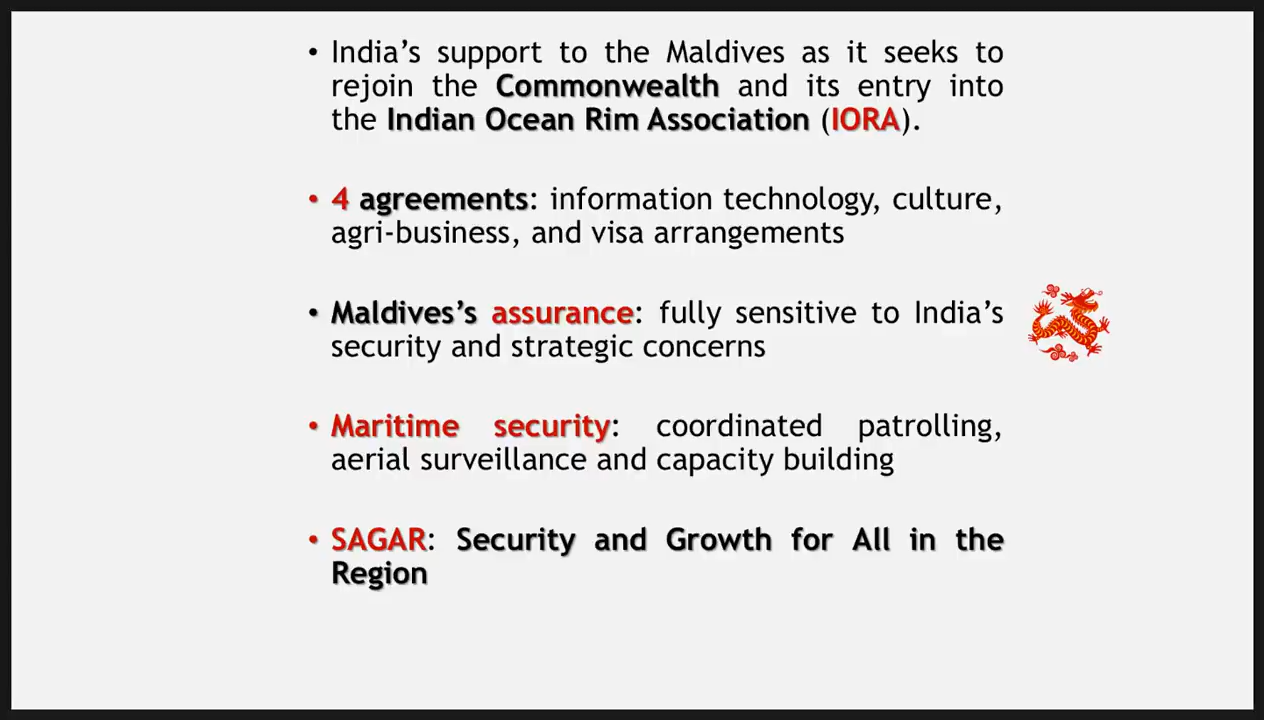 • India’s support to the Maldives as it seeks to
rejoin the Commonwealth and its entry into
the Indian Ocean Rim Association (IORA).
• 4 agreements: information technology, culture,
agri-business, and visa arrangements
• Maldives’s assurance: fully sensitive to India’s
security and strategic concerns
• Maritime security: coordinated patrolling,
aerial surveillance and capacity building
• SAGAR: Security and Growth for All in the
Region